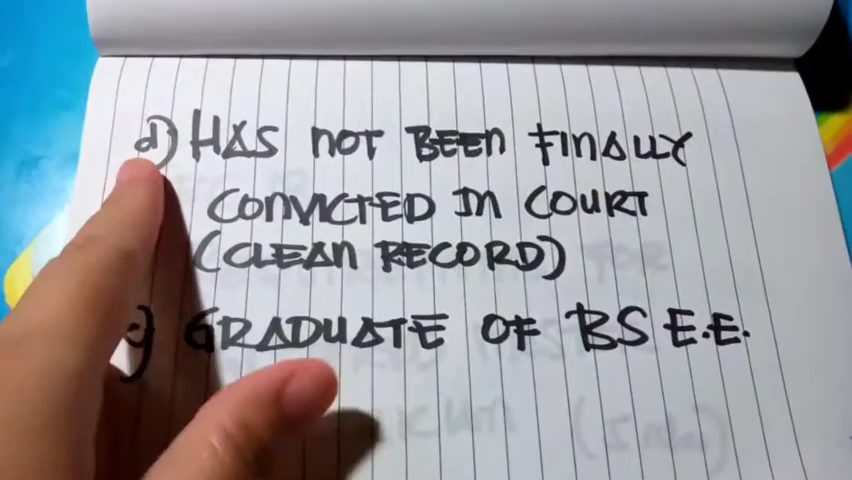 d) HAS NOT BEEN FINALLY
CONVICTED IN COURT
(CLEAN RECORD)
e) GRADUATE OF BS E.E.